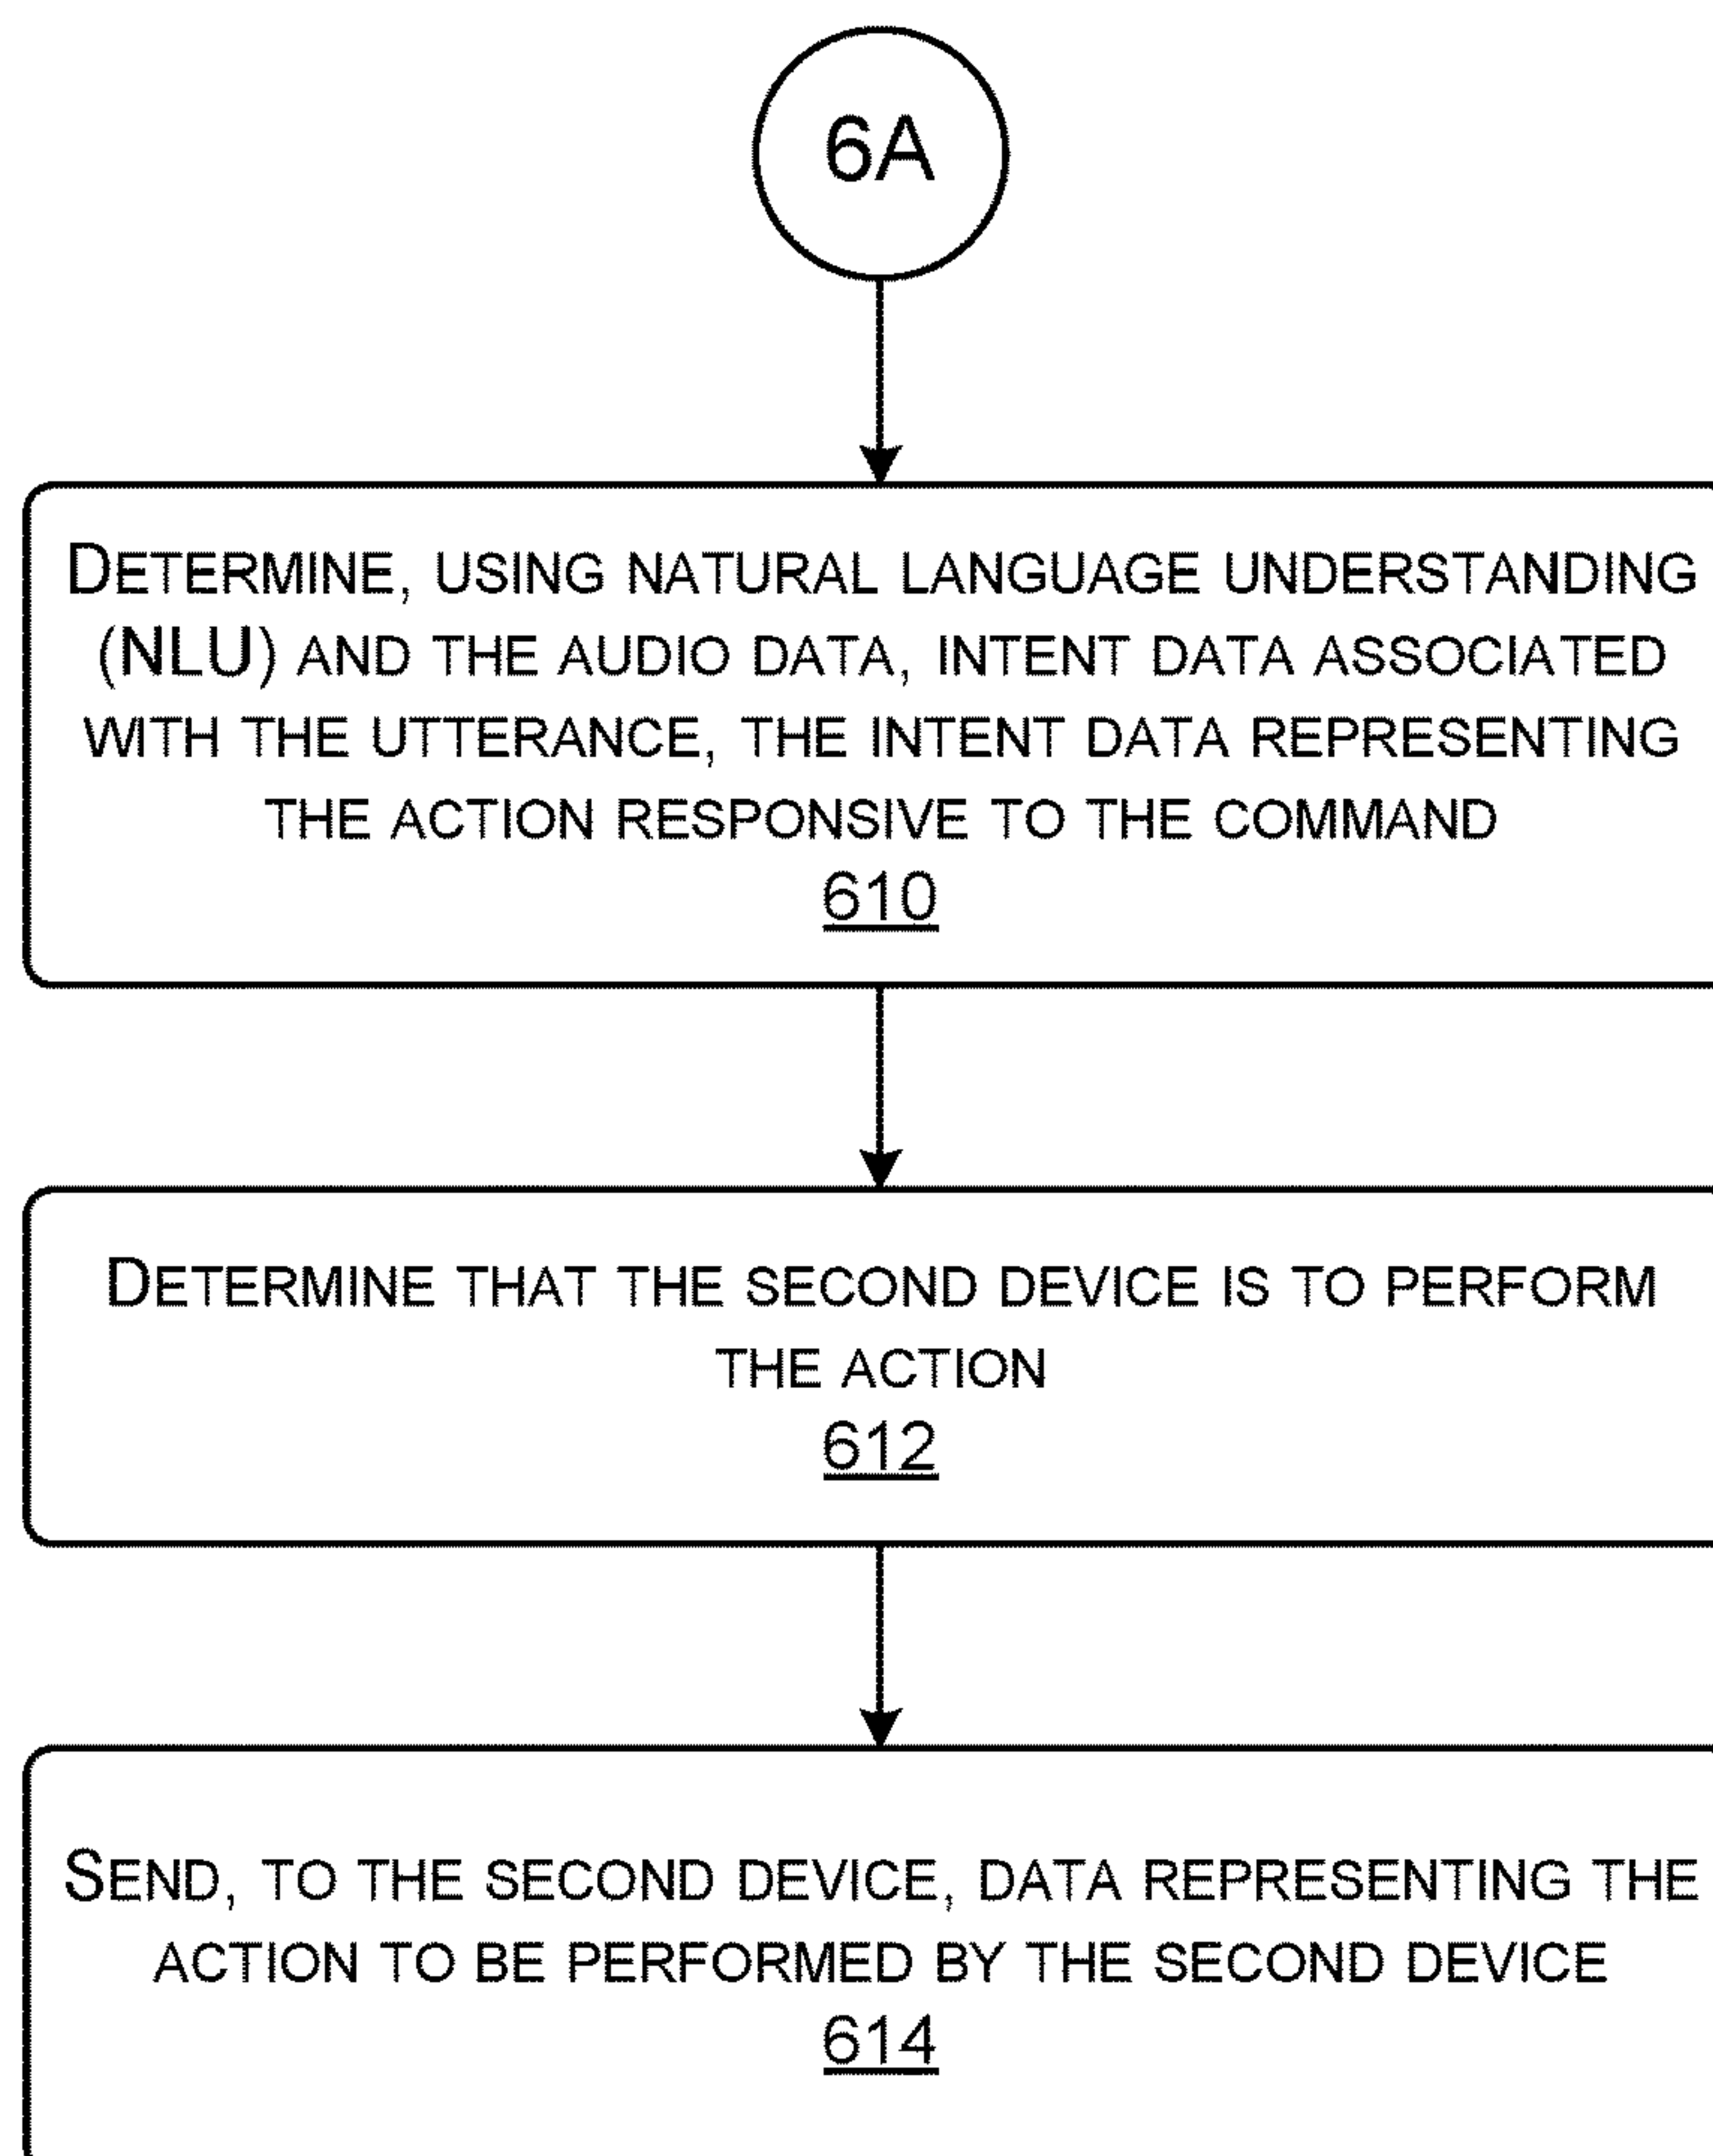 6A
DETERMINE, USING NATURAL LANGUAGE UNDERSTANDING
(NLU) AND THE AUDIO DATA, INTENT DATA ASSOCIATED
WITH THE UTTERANCE, THE INTENT DATA REPRESENTING
THE ACTION RESPONSIVE TO THE COMMAND
610
DETERMINE THAT THE SECOND DEVICE IS TO PERFORM
THE ACTION
612
SEND, TO THE SECOND DEVICE, DATA REPRESENTING THE
ACTION TO BE PERFORMED BY THE SECOND DEVICE
614